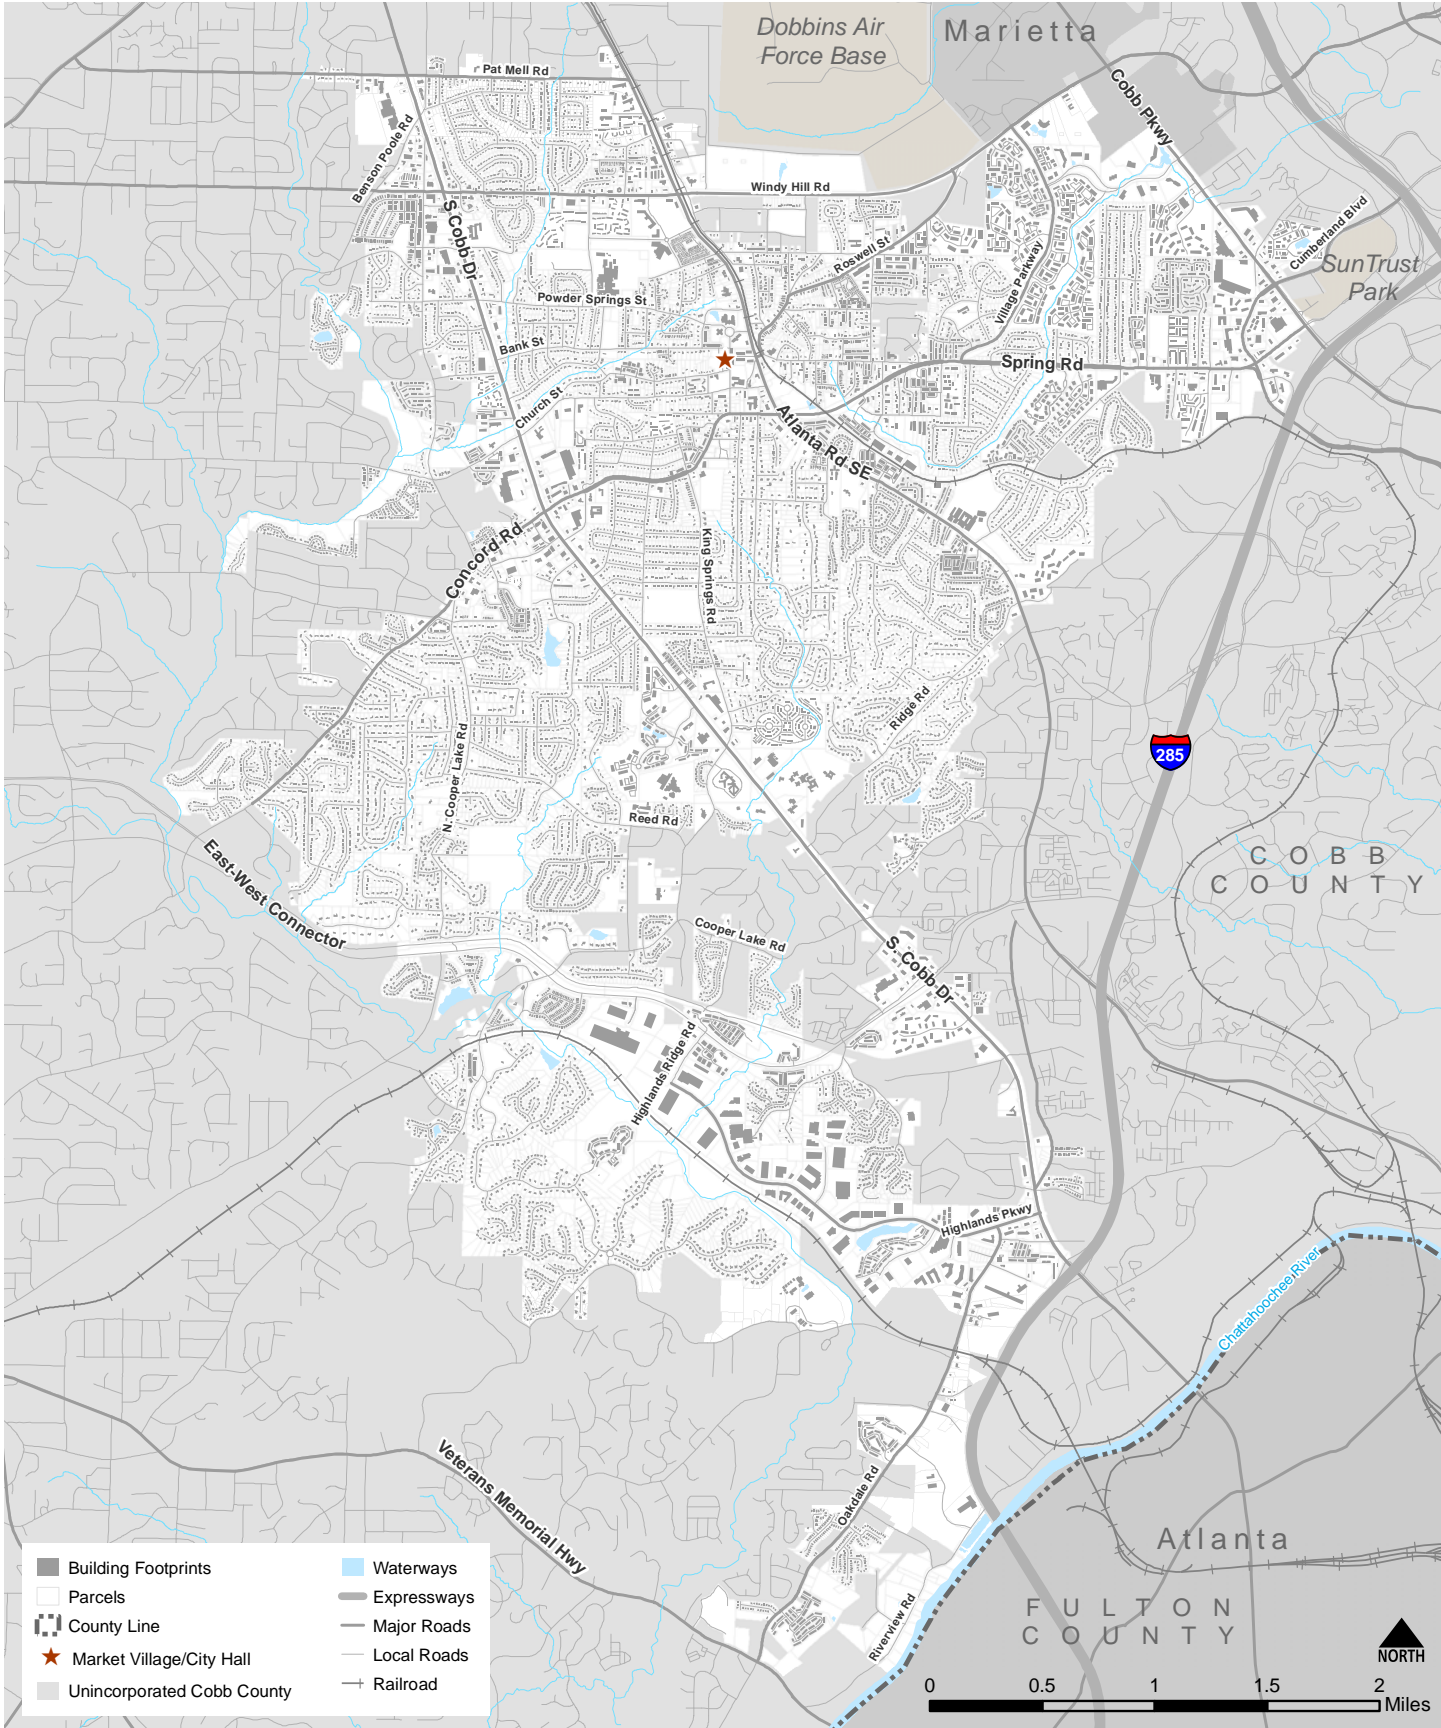 Dobbins Air
Force Base
Marietta
Pat Mell Rd
Cobb Pkwy
Benson Poole Rd
Windy Hill Rd
S Cobb Dr
Cumberland Blvd
Roswell St
Village Parkway
SunTrust
Park
Powder Springs St
Bank St
Spring Rd
Church St
Atlanta Rd SE
Concord Rd
King Springs Rd
Ridge Rd
285
N. Cooper Lake Rd
Reed Rd
East-West Connector
COBB
COUNTY
Cooper Lake Rd
S. Cobb Dr
Highlands Ridge Rd
Highlands Pkwy
Chattahoochee River
Veterans Memorial Hwy
Oakdale Rd
Riverview Rd
Atlanta
FULTON
COUNTY
Building Footprints
Parcels
County Line
Market Village/City Hall
Unincorporated Cobb County
Waterways
Expressways
Major Roads
Local Roads
Railroad
NORTH
0 0.5 1 1.5 2
Miles